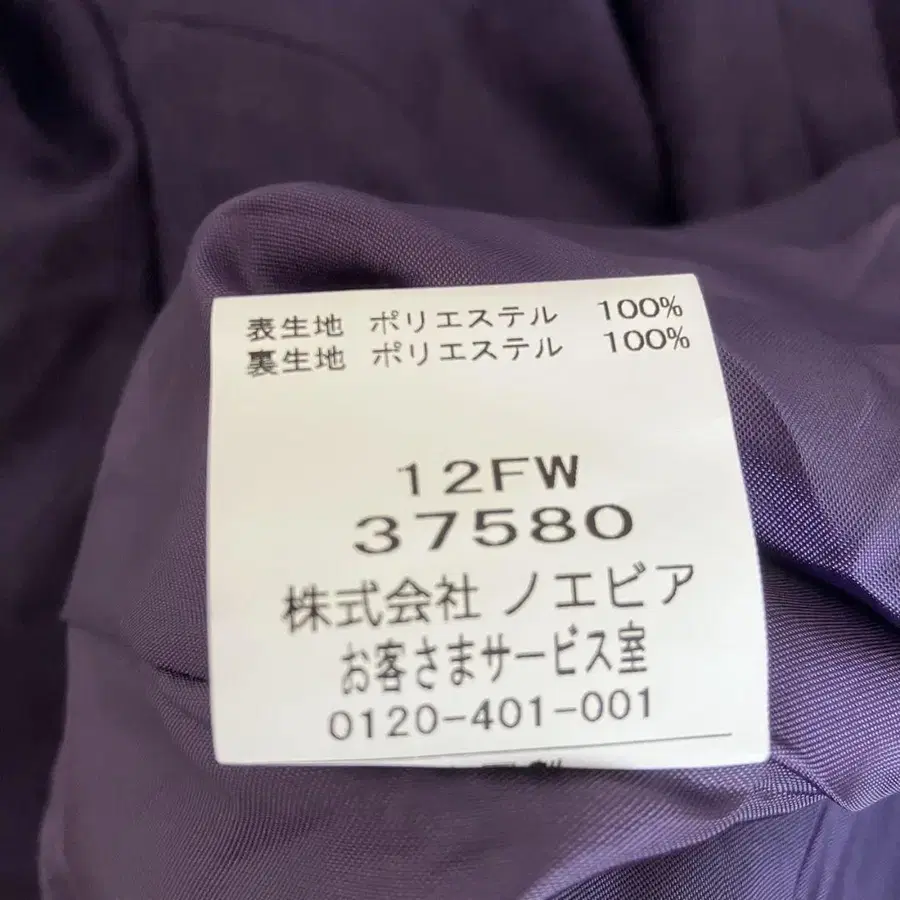 表生地 ポリエステル 100%
裏生地 ポリエステル 100%
12FW
37580
株式会社 ノエビア
お客さまサービス室
0120-401-001